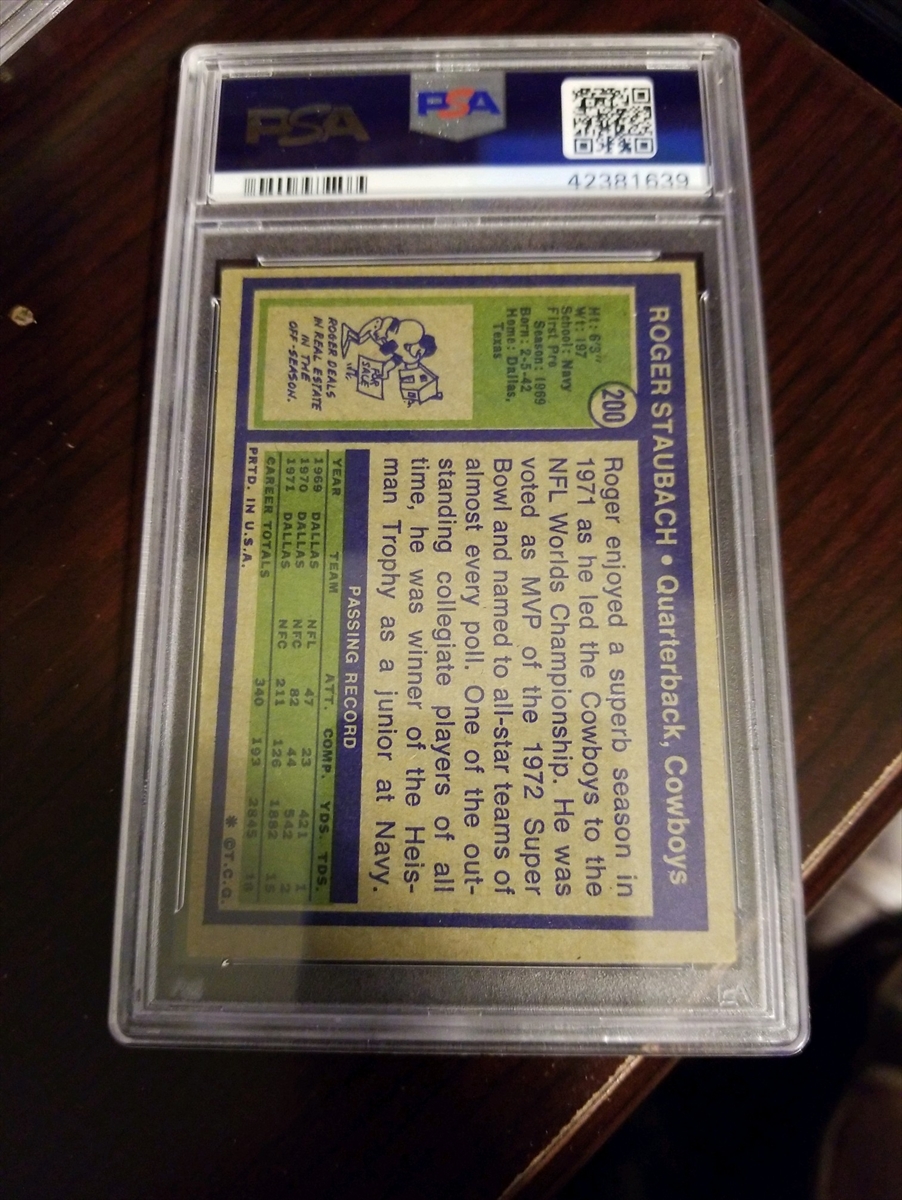 PSA
PSA
42381639
ROGER STAUBACH • Quarterback, Cowboys
200
Ht: 6'3"
Wt: 197
School: Navy
First Pro
Season: 1969
Born: 2-5-42
Home: Dallas,
Texas
FOR
SALE
ROGER DEALS
IN REAL ESTATE
IN THE
OFF-SEASON.
Roger enjoyed a superb season in
1971 as he led the Cowboys to the
NFL Worlds Championship. He was
voted as MVP of the 1972 Super
Bowl and named to all-star teams of
almost every poll. One of the out-
standing collegiate players of all
time, he was winner of the Heis-
man Trophy as a junior at Navy.
PASSING RECORD
YEAR TEAM ATT. COMP. YDS. TDS.
1969 DALLAS NFL 47 23 421 1
1970 DALLAS NFC 82 44 542 2
1971 DALLAS NFC 211 126 1882 15
CAREER TOTALS 340 193 2845 18
PRTD. IN U.S.A. * ©T.C.G.